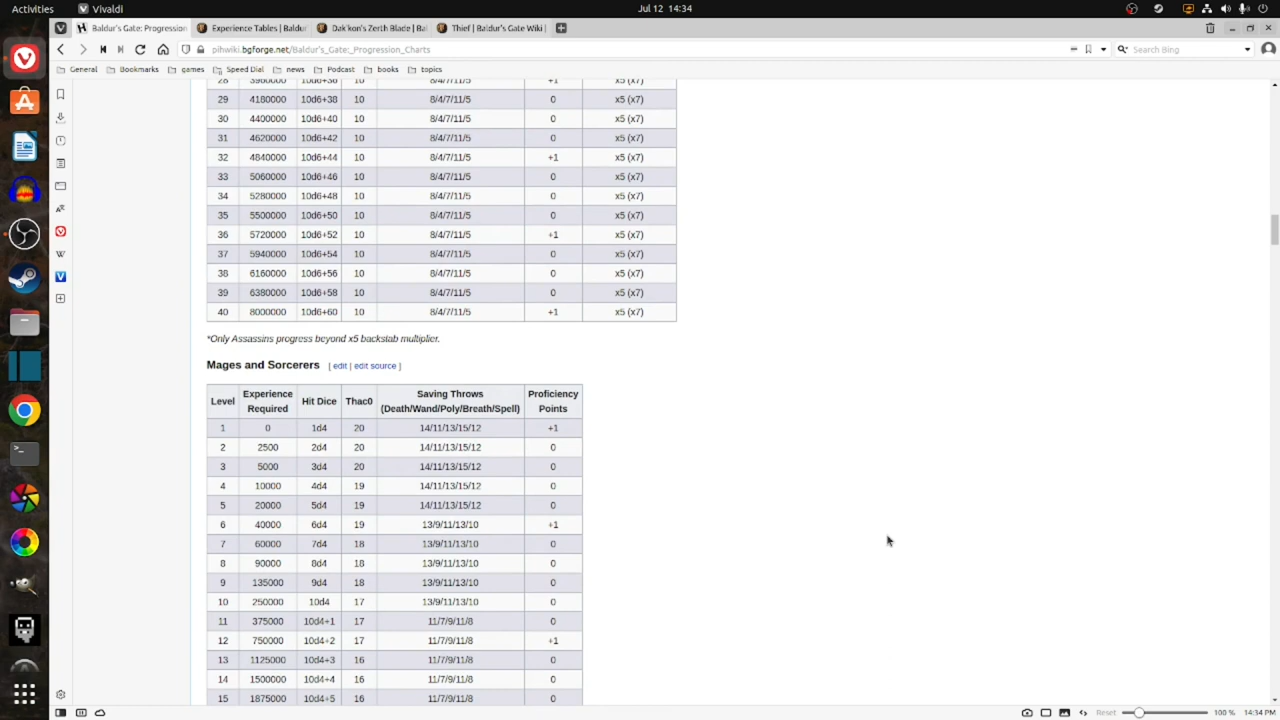 Activities Vivaldi Jul 12 14:34
Baldur's Gate: Progression Experience Tables | Baldur Dak'kon's Zerth Blade | Bal Thief | Baldur's Gate Wiki |
pihwiki.bgforge.net/Baldur's_Gate:_Progression_Charts Search Bing
General Bookmarks games Speed Dial news Podcast books topics
28 3960000 10d6+36 10 8/4/7/11/5 +1 x5 (x7)
29 4180000 10d6+38 10 8/4/7/11/5 0 x5 (x7)
30 4400000 10d6+40 10 8/4/7/11/5 0 x5 (x7)
31 4620000 10d6+42 10 8/4/7/11/5 0 x5 (x7)
32 4840000 10d6+44 10 8/4/7/11/5 +1 x5 (x7)
33 5060000 10d6+46 10 8/4/7/11/5 0 x5 (x7)
34 5280000 10d6+48 10 8/4/7/11/5 0 x5 (x7)
35 5500000 10d6+50 10 8/4/7/11/5 0 x5 (x7)
36 5720000 10d6+52 10 8/4/7/11/5 +1 x5 (x7)
37 5940000 10d6+54 10 8/4/7/11/5 0 x5 (x7)
38 6160000 10d6+56 10 8/4/7/11/5 0 x5 (x7)
39 6380000 10d6+58 10 8/4/7/11/5 0 x5 (x7)
40 8000000 10d6+60 10 8/4/7/11/5 +1 x5 (x7)
*Only Assassins progress beyond x5 backstab multiplier.
Mages and Sorcerers [ edit | edit source ]
Level Experience Required Hit Dice Thac0 Saving Throws (Death/Wand/Poly/Breath/Spell) Proficiency Points
1 0 1d4 20 14/11/13/15/12 +1
2 2500 2d4 20 14/11/13/15/12 0
3 5000 3d4 20 14/11/13/15/12 0
4 10000 4d4 19 14/11/13/15/12 0
5 20000 5d4 19 14/11/13/15/12 0
6 40000 6d4 19 13/9/11/13/10 +1
7 60000 7d4 18 13/9/11/13/10 0
8 90000 8d4 18 13/9/11/13/10 0
9 135000 9d4 18 13/9/11/13/10 0
10 250000 10d4 17 13/9/11/13/10 0
11 375000 10d4+1 17 11/7/9/11/8 0
12 750000 10d4+2 17 11/7/9/11/8 +1
13 1125000 10d4+3 16 11/7/9/11/8 0
14 1500000 10d4+4 16 11/7/9/11/8 0
15 1875000 10d4+5 16 11/7/9/11/8 0
Reset 100 % 14:34 PM